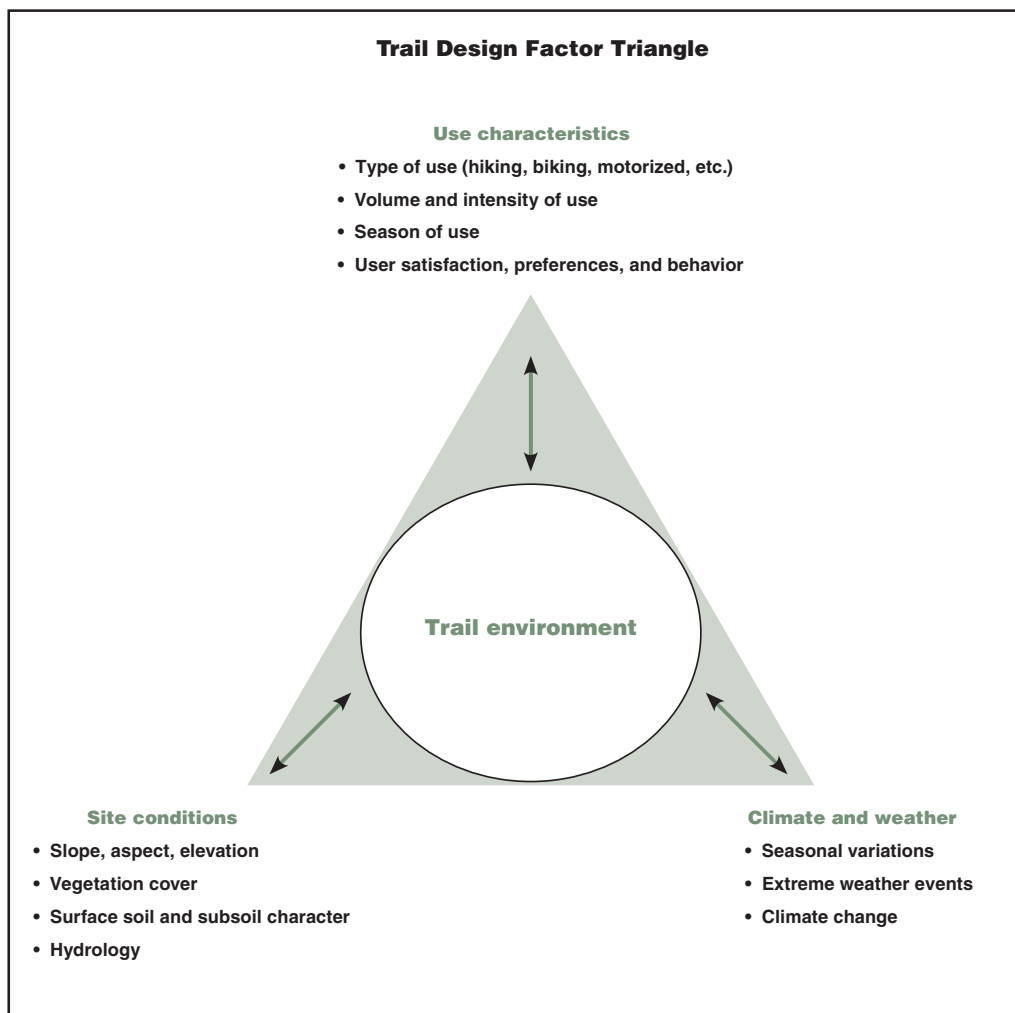 Trail Design Factor Triangle
Use characteristics
• Type of use (hiking, biking, motorized, etc.)
• Volume and intensity of use
• Season of use
• User satisfaction, preferences, and behavior
Trail environment
Site conditions
• Slope, aspect, elevation
• Vegetation cover
• Surface soil and subsoil character
• Hydrology
Climate and weather
• Seasonal variations
• Extreme weather events
• Climate change